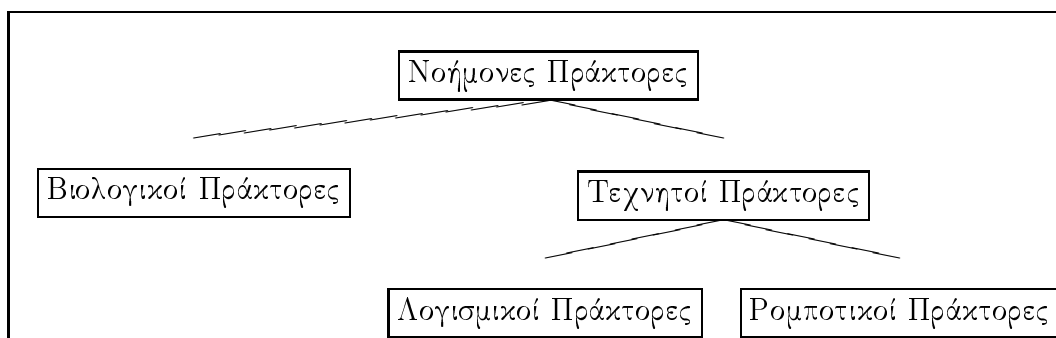 Νοήμονες Πράκτορες
Βιολογικοί Πράκτορες
Τεχνητοί Πράκτορες
Λογισμικοί Πράκτορες
Ρομποτικοί Πράκτορες